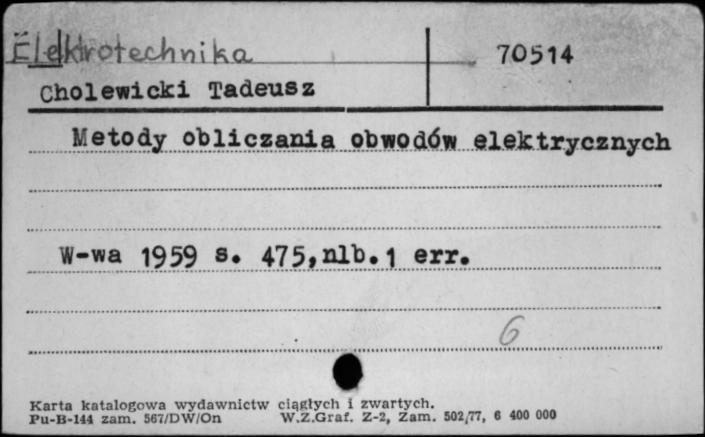 Elektrotechnika 70514
Cholewicki Tadeusz
Metody obliczania obwodów elektrycznych
W-wa 1959 s. 475,nlb.1 err.
6
Karta katalogowa wydawnictw ciągłych i zwartych.
Pu-B-144 zam. 567/DW/On W.Z.Graf. Z-2, Zam. 502/77, 6 400 000